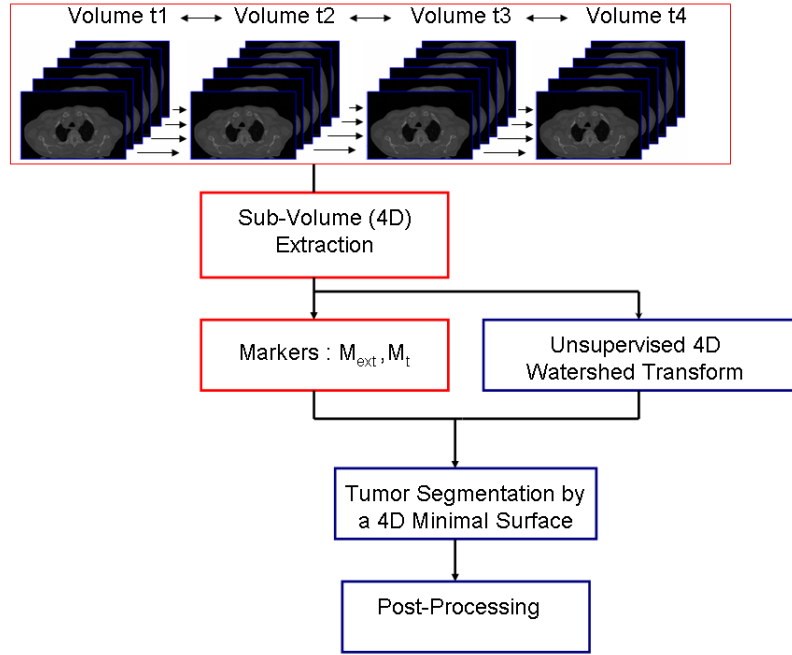 Volume t1 Volume t2 Volume t3 Volume t4
Sub-Volume (4D)
Extraction
Markers : M_ext, M_t
Unsupervised 4D
Watershed Transform
Tumor Segmentation by
a 4D Minimal Surface
Post-Processing